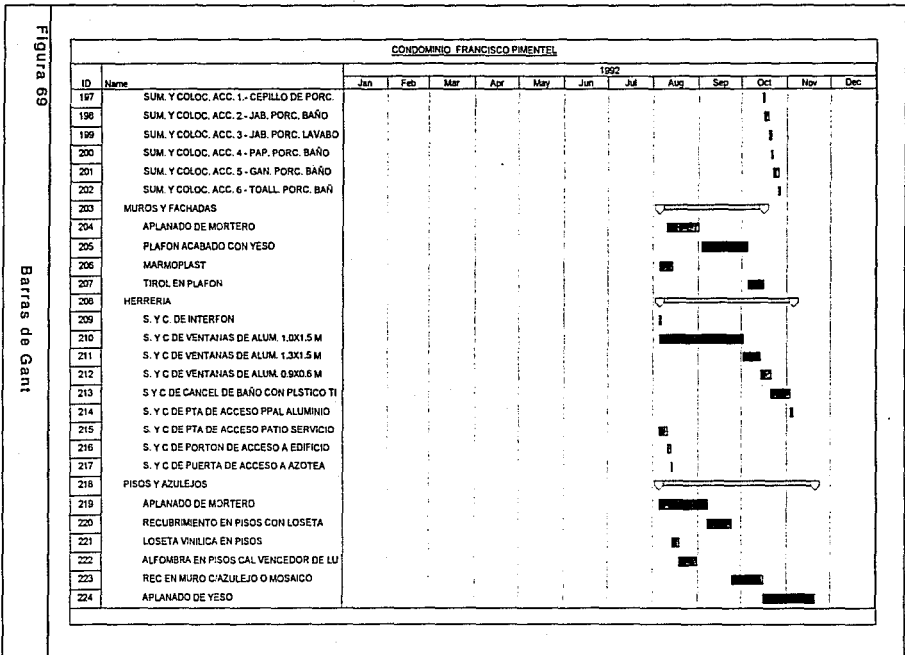 Figura 69
Barras de Gant
CONDOMINIO FRANCISCO PIMENTEL
1992
ID Name Jan Feb Mar Apr May Jun Jul Aug Sep Oct Nov Dec
197 SUM. Y COLOC. ACC. 1.- CEPILLO DE PORC.
198 SUM. Y COLOC. ACC. 2 - JAB. PORC. BAÑO
199 SUM. Y COLOC. ACC. 3 - JAB. PORC. LAVABO
200 SUM. Y COLOC. ACC. 4 - PAP. PORC. BAÑO
201 SUM. Y COLOC. ACC. 5 - GAN. PORC. BAÑO
202 SUM. Y COLOC. ACC. 6 - TOALL. PORC. BAÑ
203 MUROS Y FACHADAS
204 APLANADO DE MORTERO
205 PLAFON ACABADO CON YESO
206 MARMOPLAST
207 TIROL EN PLAFON
208 HERRERIA
209 S. Y C. DE INTERFON
210 S. Y C DE VENTANAS DE ALUM. 1.0X1.5 M
211 S. Y C DE VENTANAS DE ALUM. 1.3X1.5 M
212 S. Y C DE VENTANAS DE ALUM 0.9X0.6 M
213 S Y C DE CANCEL DE BAÑO CON PLSTICO TI
214 S. Y C DE PTA DE ACCESO PPAL ALUMINIO
215 S. Y C DE PTA DE ACCESO PATIO SERVICIO
216 S. Y C DE PORTON DE ACCESO A EDIFICIO
217 S. Y C DE PUERTA DE ACCESO A AZOTEA
218 PISOS Y AZULEJOS
219 APLANADO DE MORTERO
220 RECUBRIMIENTO EN PISOS CON LOSETA
221 LOSETA VINILICA EN PISOS
222 ALFOMBRA EN PISOS CAL VENCEDOR DE LU
223 REC EN MURO C/AZULEJO O MOSAICO
224 APLANADO DE YESO